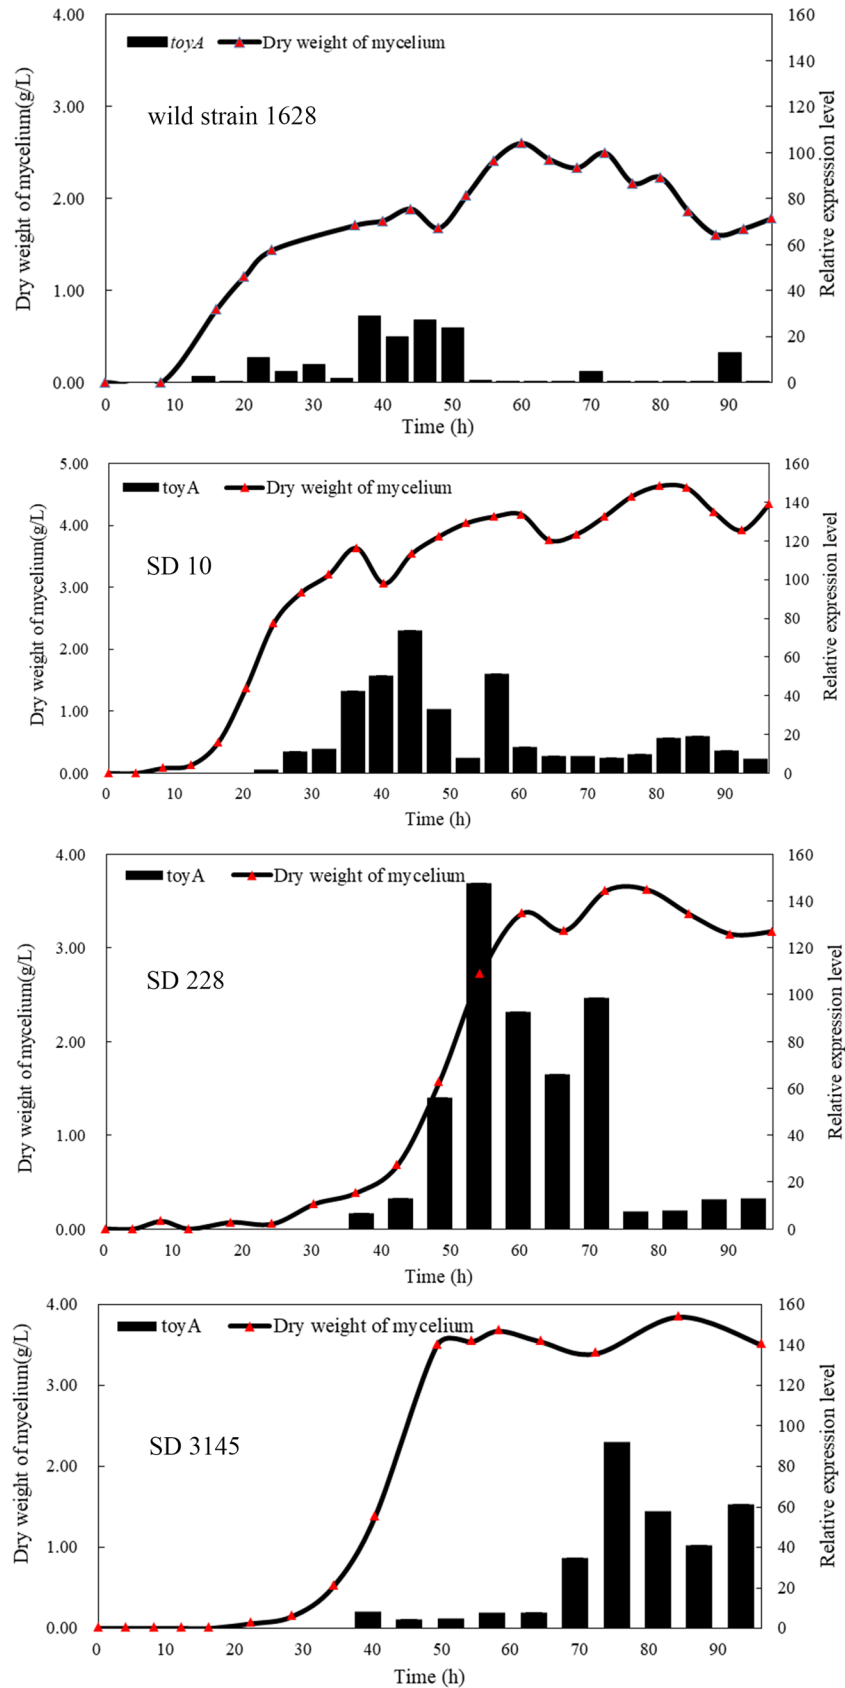 4.00 160
toyA Dry weight of mycelium
140
3.00 120
wild strain 1628
100
2.00 80
60
1.00 40
20
0.00 0
0 10 20 30 40 50 60 70 80 90
Time (h)
Dry weight of mycelium(g/L)
Relative expression level
5.00 160
toyA Dry weight of mycelium
140
4.00
120
SD 10
3.00 100
80
2.00
60
1.00 40
20
0.00 0
0 10 20 30 40 50 60 70 80 90
Time (h)
Dry weight of mycelium(g/L)
Relative expression level
4.00 160
toyA Dry weight of mycelium
140
3.00 120
SD 228
100
2.00 80
60
1.00 40
20
0.00 0
0 10 20 30 40 50 60 70 80 90
Time (h)
Dry weight of mycelium(g/L)
Relative expression level
4.00 160
toyA Dry weight of mycelium
140
3.00 120
SD 3145
100
2.00 80
60
1.00 40
20
0.00 0
0 10 20 30 40 50 60 70 80 90
Time (h)
Dry weight of mycelium(g/L)
Relative expression level